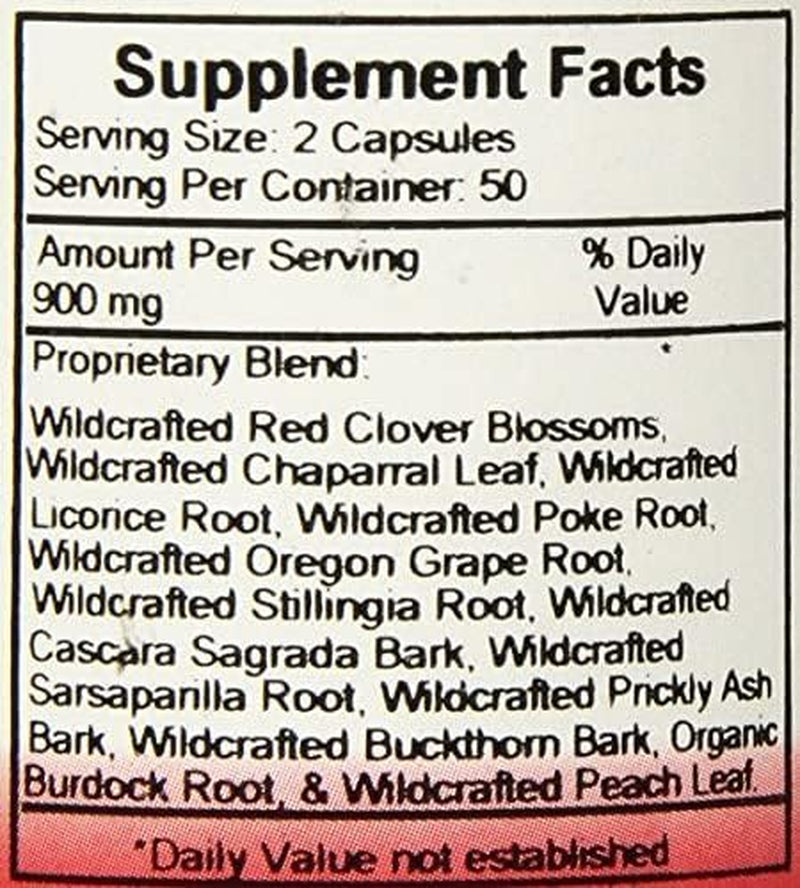 Supplement Facts
Serving Size: 2 Capsules
Serving Per Container: 50
Amount Per Serving % Daily
900 mg Value
Proprietary Blend: *
Wildcrafted Red Clover Blossoms,
Wildcrafted Chaparral Leaf, Wildcrafted
Licorice Root, Wildcrafted Poke Root,
Wildcrafted Oregon Grape Root,
Wildcrafted Stillingia Root, Wildcrafted
Cascara Sagrada Bark, Wildcrafted
Sarsaparilla Root, Wildcrafted Prickly Ash
Bark, Wildcrafted Buckthorn Bark, Organic
Burdock Root, & Wildcrafted Peach Leaf.
*Daily Value not established